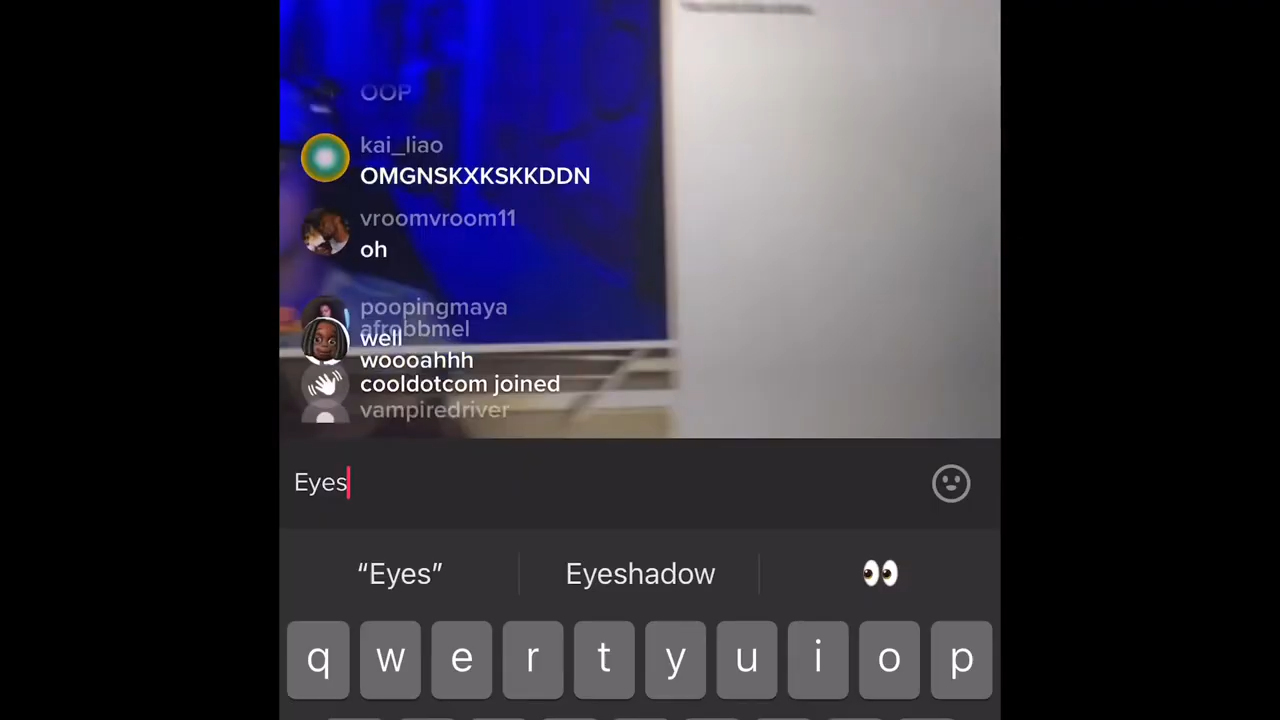 OOP
kai_liao
OMGNSKXKSKKDDN
vroomvroom11
oh
poopingmaya
afrobbmel
well
woooahhh
cooldotcom joined
vampiredriver
Eyes
“Eyes”
Eyeshadow
q w e r t y u i o p